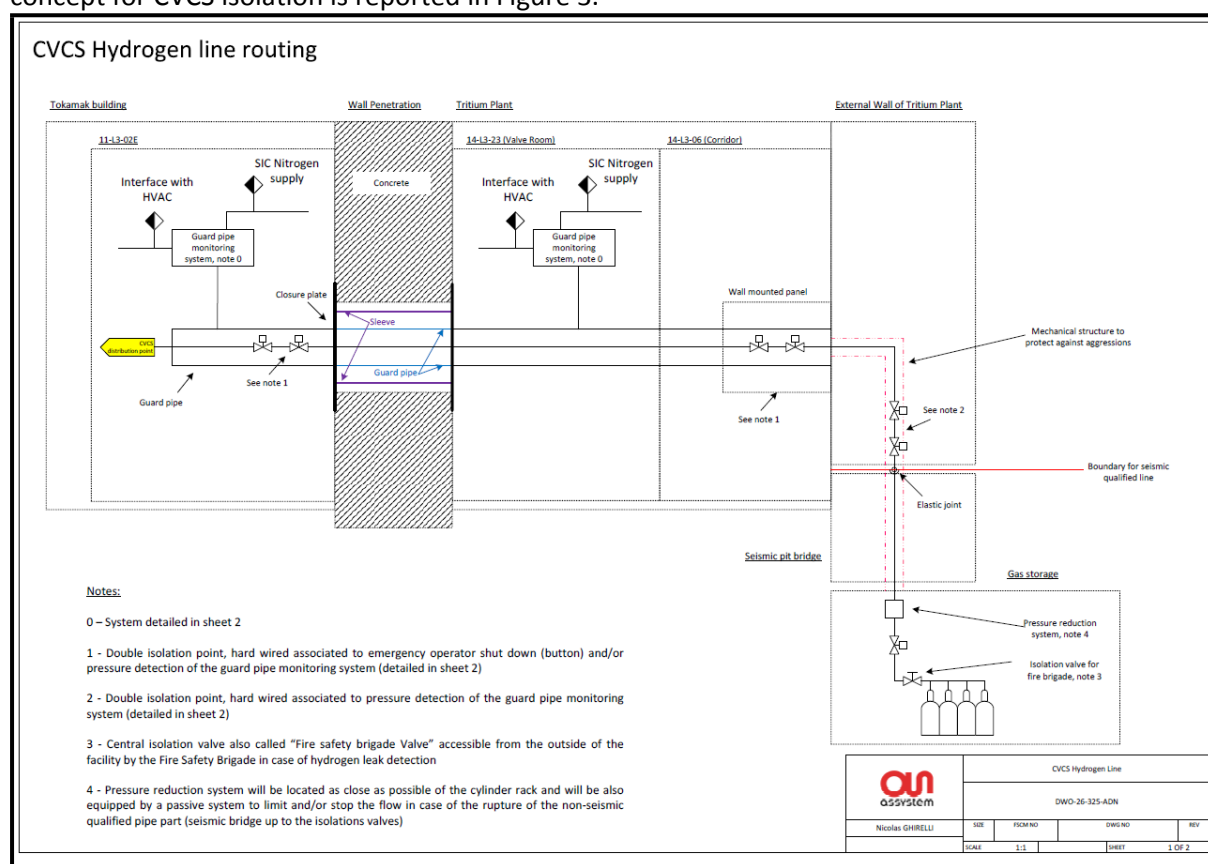 concept for CVCS isolation is reported in Figure 3.
CVCS Hydrogen line routing
Tokamak building
Wall Penetration
Tritium Plant
External Wall of Tritium Plant
11-L3-02E
14-L3-23 (Valve Room)
14-L3-06 (Corridor)
Interface with
HVAC
SIC Nitrogen
supply
Concrete
Interface with
HVAC
SIC Nitrogen
supply
Guard pipe
monitoring
system, note 0
Guard pipe
monitoring
system, note 0
Closure plate
Wall mounted panel
Sleeve
Mechanical structure to
protect against aggressions
CVCS
distribution point
See note 1
Guard pipe
Guard pipe
See note 1
See note 2
Boundary for seismic
qualified line
Elastic joint
Seismic pit bridge
Gas storage
Pressure reduction
system, note 4
Isolation valve for
fire brigade, note 3
Notes:
0 – System detailed in sheet 2
1 - Double isolation point, hard wired associated to emergency operator shut down (button) and/or
pressure detection of the guard pipe monitoring system (detailed in sheet 2)
2 - Double isolation point, hard wired associated to pressure detection of the guard pipe monitoring
system (detailed in sheet 2)
3 - Central isolation valve also called “Fire safety brigade Valve” accessible from the outside of the
facility by the Fire Safety Brigade in case of hydrogen leak detection
4 - Pressure reduction system will be located as close as possible of the cylinder rack and will be also
equipped by a passive system to limit and/or stop the flow in case of the rupture of the non-seismic
qualified pipe part (seismic bridge up to the isolations valves)
assystem
CVCS Hydrogen Line
DWO-26-325-ADN
Nicolas GHIRELLI
SIZE
FSCM NO
DWG NO
REV
SCALE
1:1
SHEET
1 OF 2